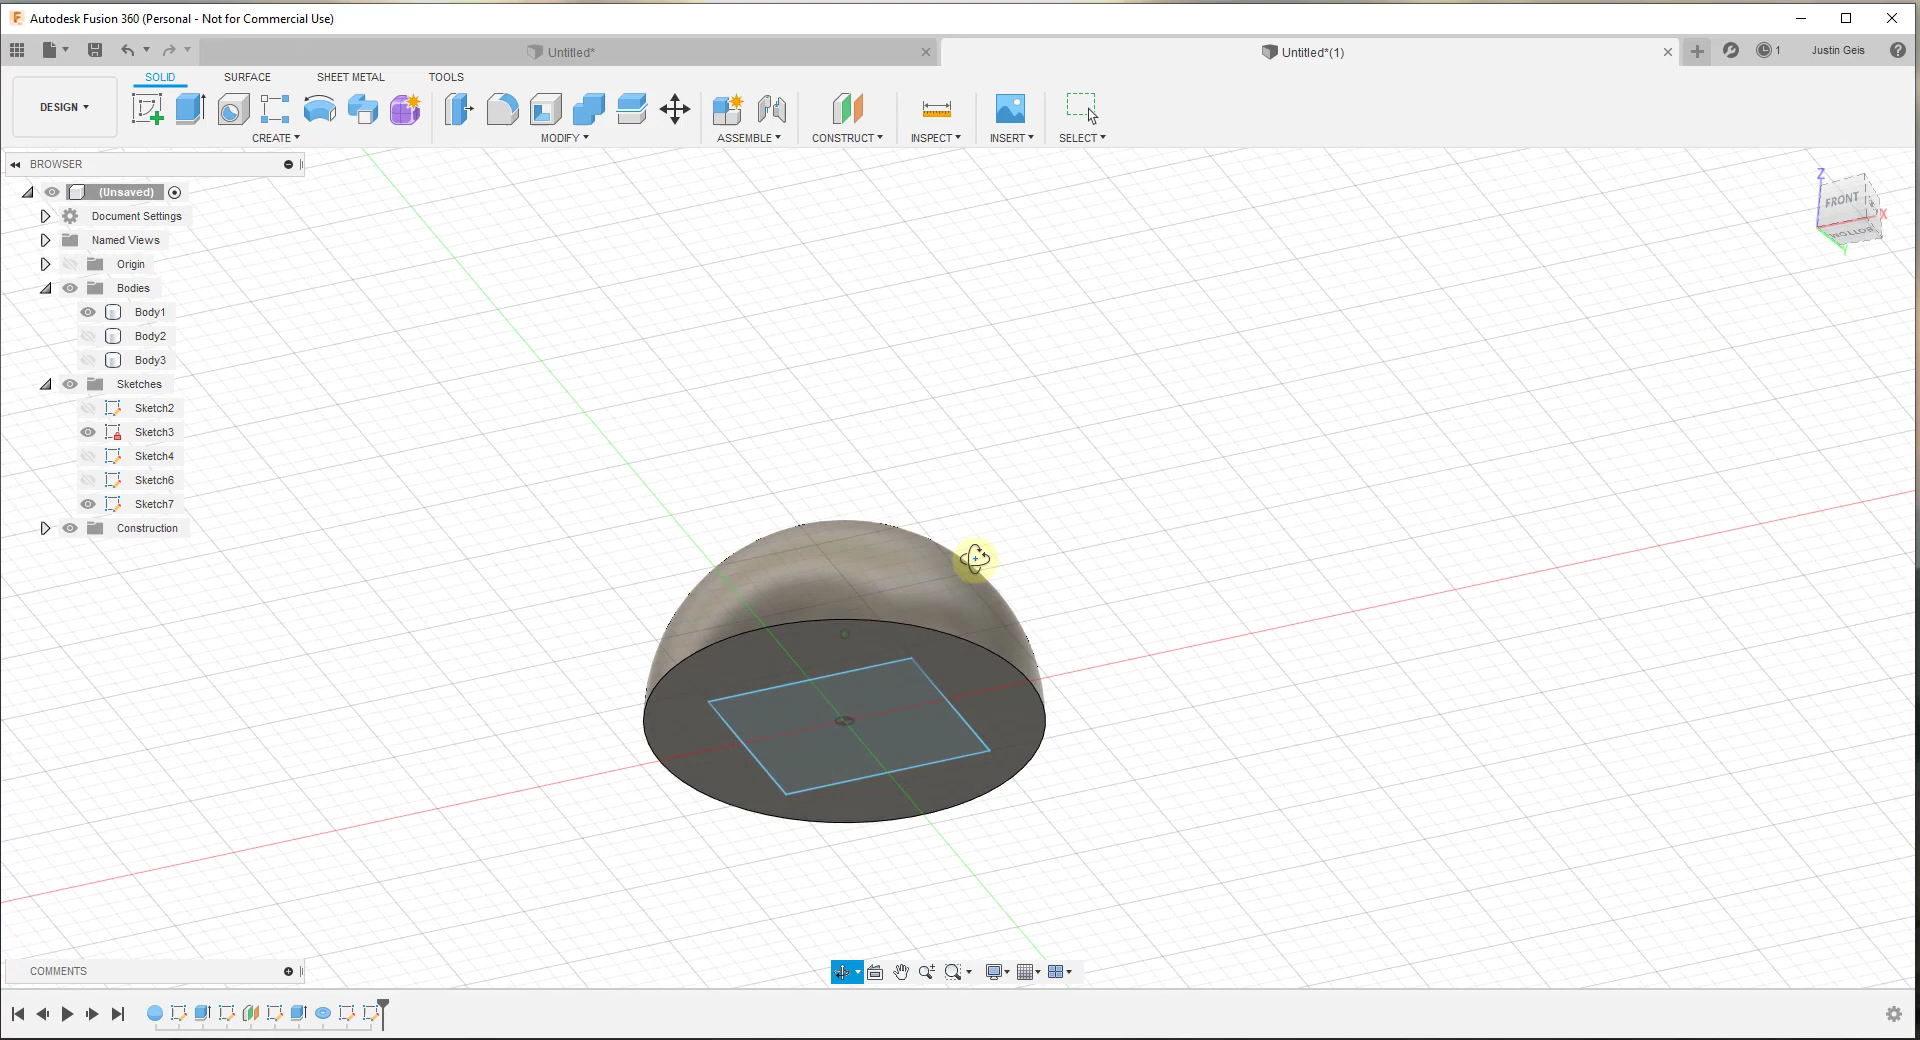 Autodesk Fusion 360 (Personal - Not for Commercial Use)
Untitled*
Untitled*(1)
1
Justin Geis
SOLID
SURFACE
SHEET METAL
TOOLS
DESIGN
CREATE
MODIFY
ASSEMBLE
CONSTRUCT
INSPECT
INSERT
SELECT
BROWSER
(Unsaved)
Document Settings
Named Views
Origin
Bodies
Body1
Body2
Body3
Sketches
Sketch2
Sketch3
Sketch4
Sketch6
Sketch7
Construction
Z
FRONT
X
BOTTOM
Y
COMMENTS